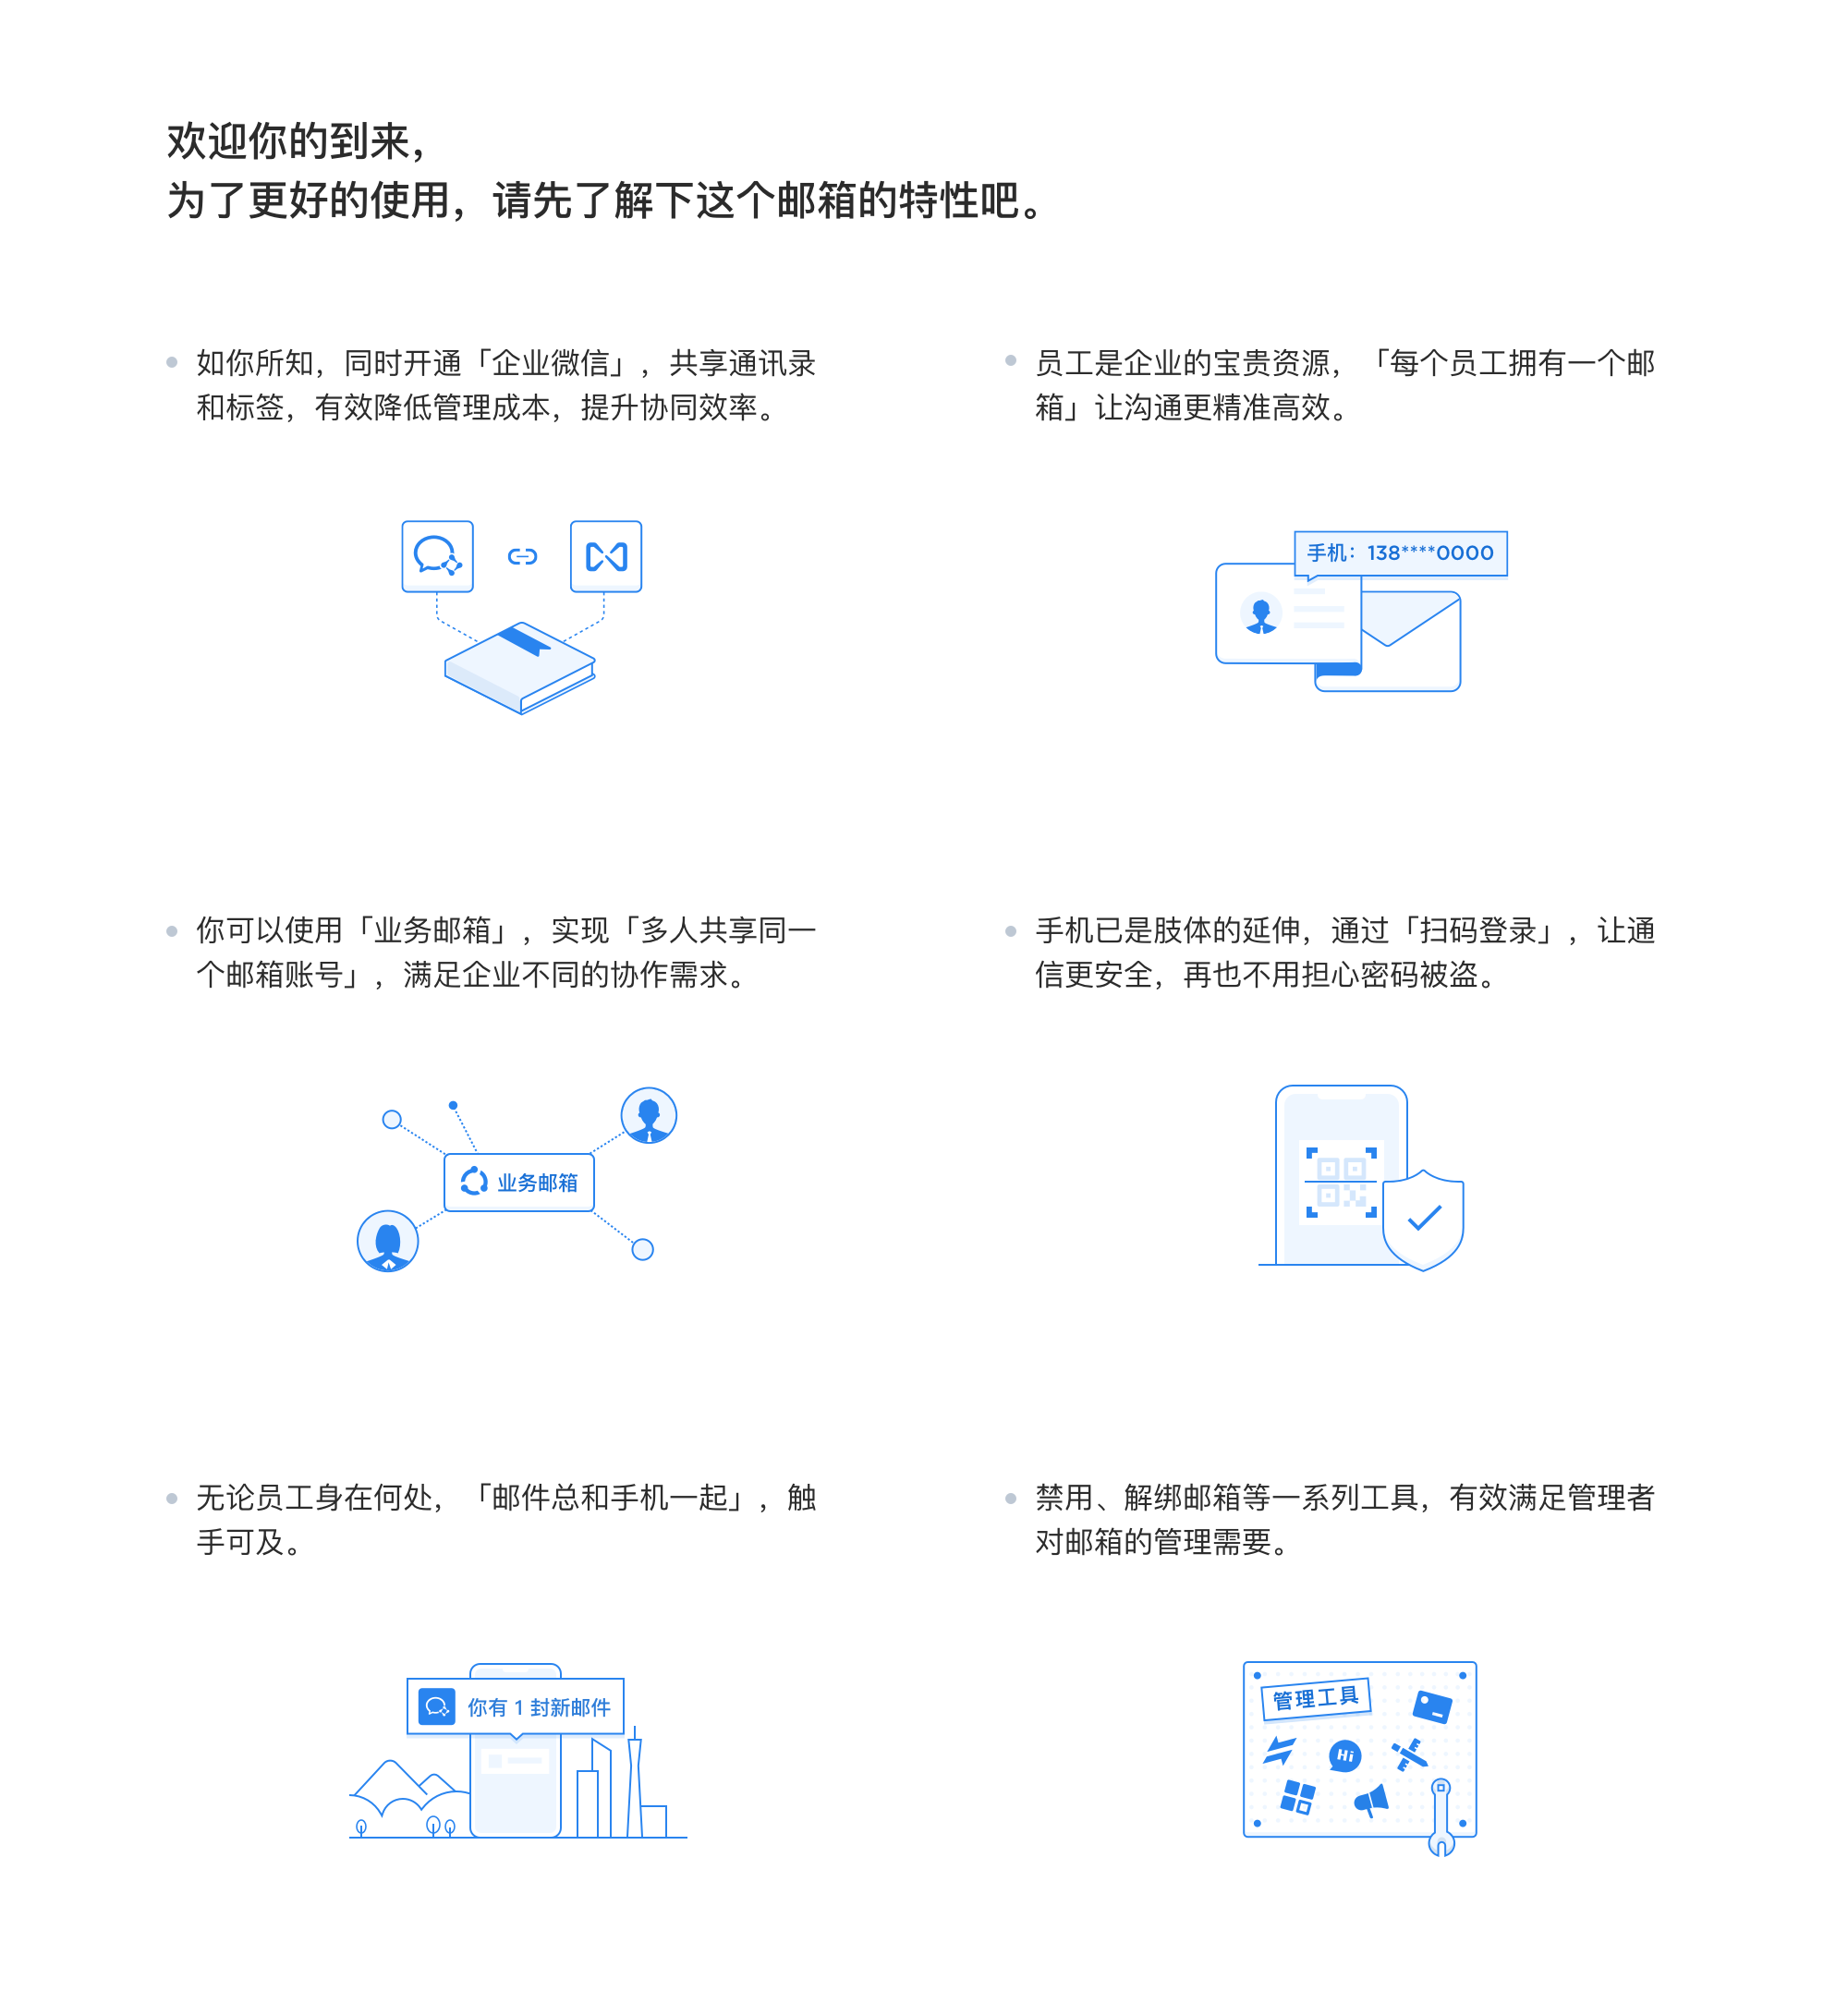 欢迎你的到来，
为了更好的使用，请先了解下这个邮箱的特性吧。
如你所知，同时开通「企业微信」，共享通讯录
和标签，有效降低管理成本，提升协同效率。
员工是企业的宝贵资源，「每个员工拥有一个邮
箱」让沟通更精准高效。
手机：138****0000
你可以使用「业务邮箱」，实现「多人共享同一
个邮箱账号」，满足企业不同的协作需求。
手机已是肢体的延伸，通过「扫码登录」，让通
信更安全，再也不用担心密码被盗。
业务邮箱
无论员工身在何处，「邮件总和手机一起」，触
手可及。
禁用、解绑邮箱等一系列工具，有效满足管理者
对邮箱的管理需要。
你有 1 封新邮件
管理工具
Hi